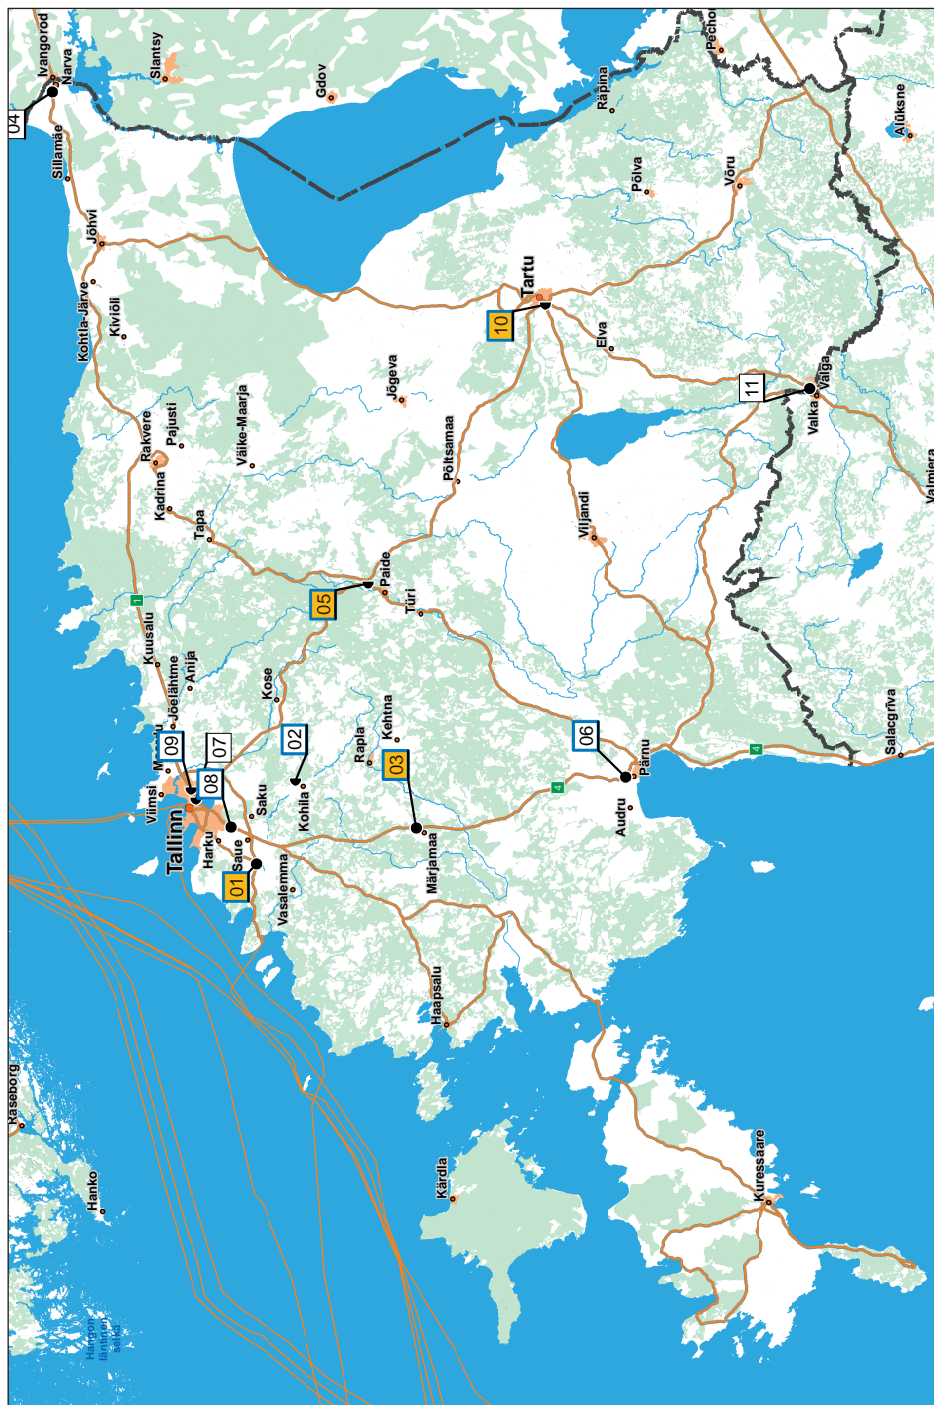 Raseborg
Hanko
Hangon
läntinen
selkä
04
Ivangorod
Narva
Sillamäe
Slantsy
Gdov
Jõhvi
Kohtla-Järve
Kiviõli
Rakvere
Pajusti
Kadrina
Väike-Maarja
Tapa
1
Kuusalu
Jõelähtme
Anija
09
07
08
Viimsi
Tallinn
Harku
Saue
Saku
01
Vasalemma
Kose
02
Kohila
05
Paide
Türi
Rapla
Kehtna
03
Märjamaa
Jõgeva
Põltsamaa
Haapsalu
Kärdla
10
Tartu
Elva
Viljandi
06
Pärnu
Audru
4
4
Räpina
Põlva
Võru
11
Valga
Valka
Kuressaare
Alūksne
Salacgrīva
Valmiera